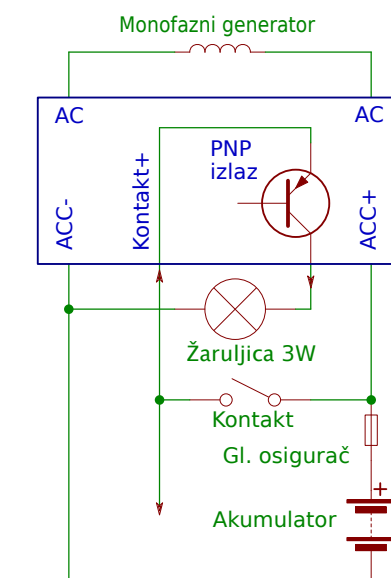 Monofazni generator
AC
AC
PNP
izlaz
ACC-
Kontakt+
ACC+
Žaruljica 3W
Kontakt
Gl. osigurač
+
Akumulator